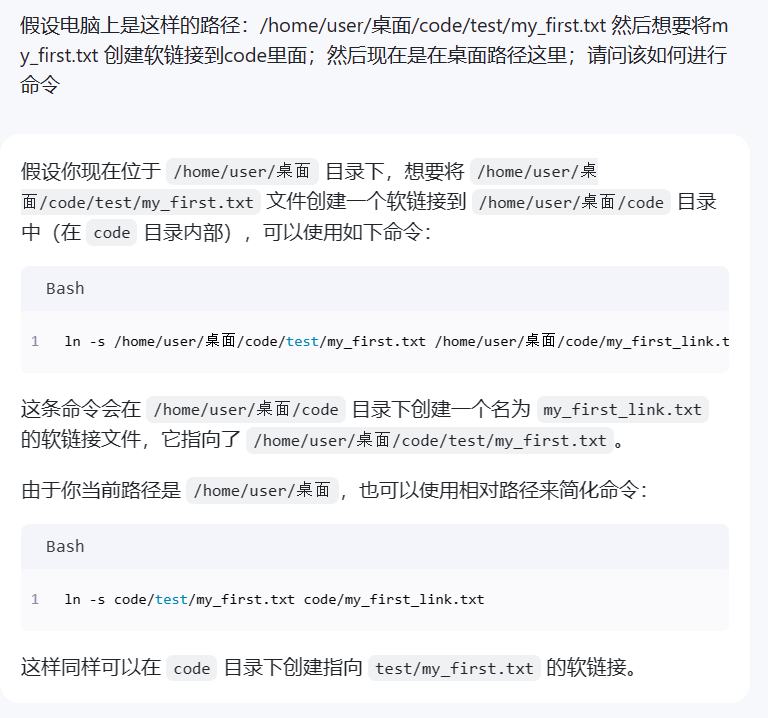 假设电脑上是这样的路径：/home/user/桌面/code/test/my_first.txt 然后想要将m
y_first.txt 创建软链接到code里面；然后现在是在桌面路径这里；请问该如何进行
命令
假设你现在位于 /home/user/桌面 目录下，想要将 /home/user/桌
面/code/test/my_first.txt 文件创建一个软链接到 /home/user/桌面/code 目录
中（在 code 目录内部），可以使用如下命令：
Bash
1 ln -s /home/user/桌面/code/test/my_first.txt /home/user/桌面/code/my_first_link.t
这条命令会在 /home/user/桌面/code 目录下创建一个名为 my_first_link.txt
的软链接文件，它指向了 /home/user/桌面/code/test/my_first.txt 。
由于你当前路径是 /home/user/桌面 ，也可以使用相对路径来简化命令：
Bash
1 ln -s code/test/my_first.txt code/my_first_link.txt
这样同样可以在 code 目录下创建指向 test/my_first.txt 的软链接。